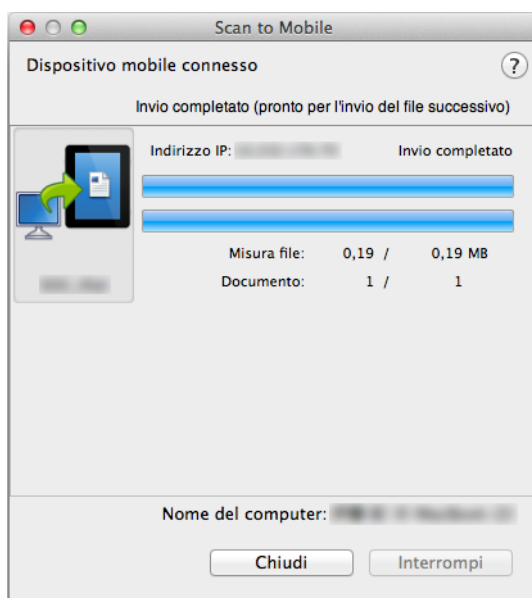 Scan to Mobile
Dispositivo mobile connesso ?
Invio completato (pronto per l'invio del file successivo)
Indirizzo IP: Invio completato
Misura file: 0,19 / 0,19 MB
Documento: 1 / 1
Nome del computer:
Chiudi Interrompi